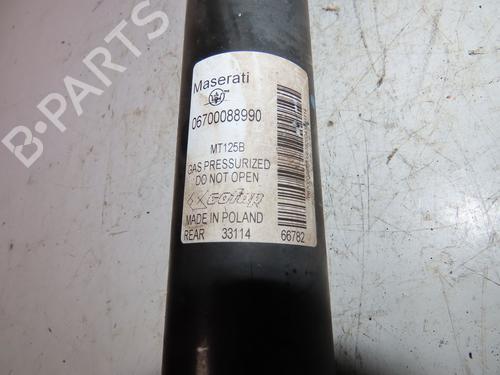 Maserati
06700088990
MT125B
GAS PRESSURIZED
DO NOT OPEN
MADE IN POLAND
REAR 33114 66782
B-PARTS